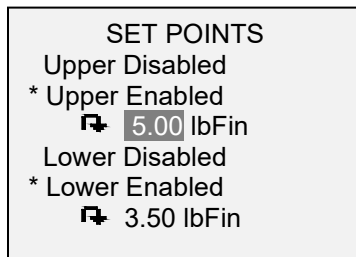 SET POINTS
Upper Disabled
* Upper Enabled
5.00 lbFin
Lower Disabled
* Lower Enabled
3.50 lbFin